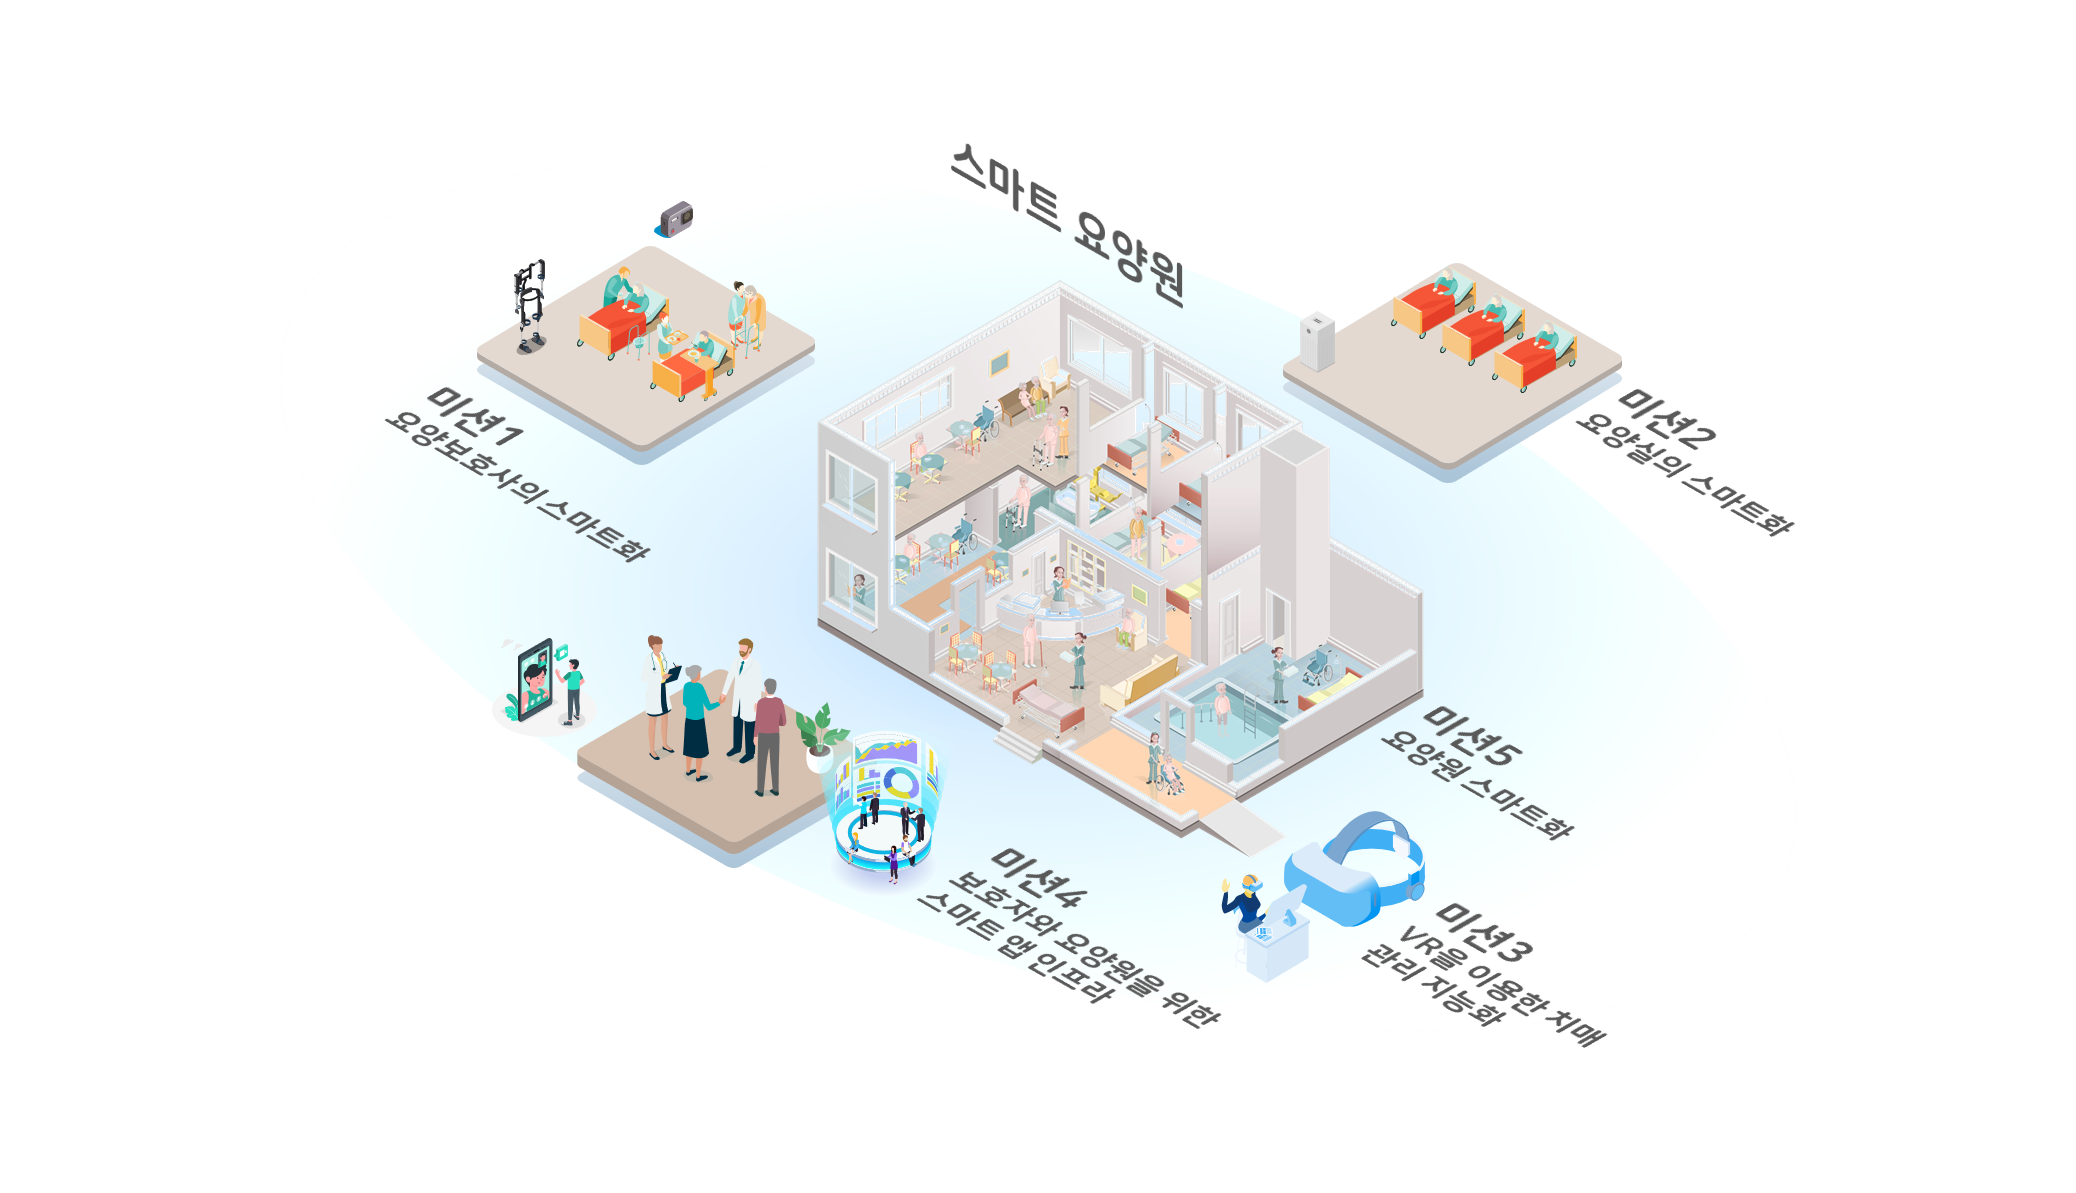 스마트 요양원
미션1
요양보호사의 스마트화
미션2
요양실의 스마트화
미션5
요양원 스마트화
미션4
보호자와 요양원을 위한
스마트 앱 인프라
미션3
VR을 이용한 치매
관리 지능화